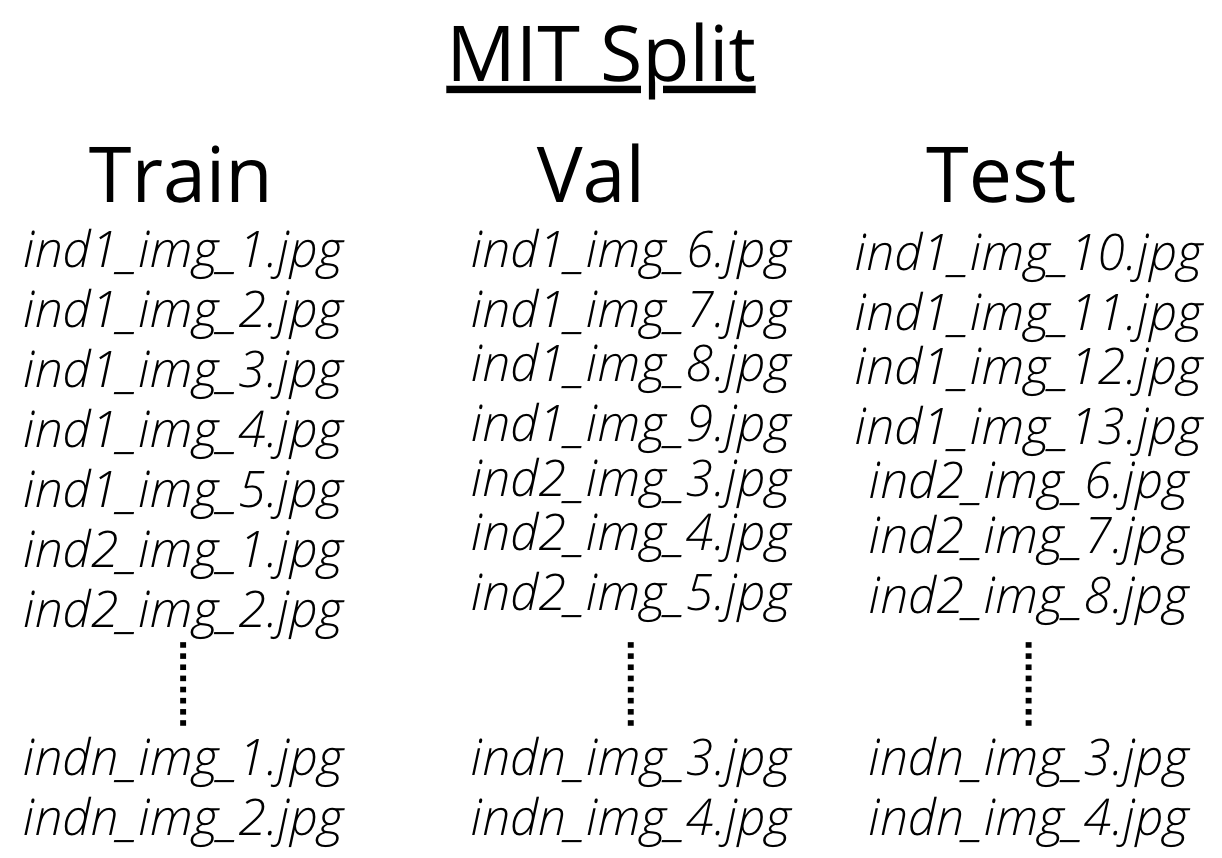 MIT Split
Train
ind1_img_1.jpg
ind1_img_2.jpg
ind1_img_3.jpg
ind1_img_4.jpg
ind1_img_5.jpg
ind2_img_1.jpg
ind2_img_2.jpg
indn_img_1.jpg
indn_img_2.jpg
Val
ind1_img_6.jpg
ind1_img_7.jpg
ind1_img_8.jpg
ind1_img_9.jpg
ind2_img_3.jpg
ind2_img_4.jpg
ind2_img_5.jpg
indn_img_3.jpg
indn_img_4.jpg
Test
ind1_img_10.jpg
ind1_img_11.jpg
ind1_img_12.jpg
ind1_img_13.jpg
ind2_img_6.jpg
ind2_img_7.jpg
ind2_img_8.jpg
indn_img_3.jpg
indn_img_4.jpg